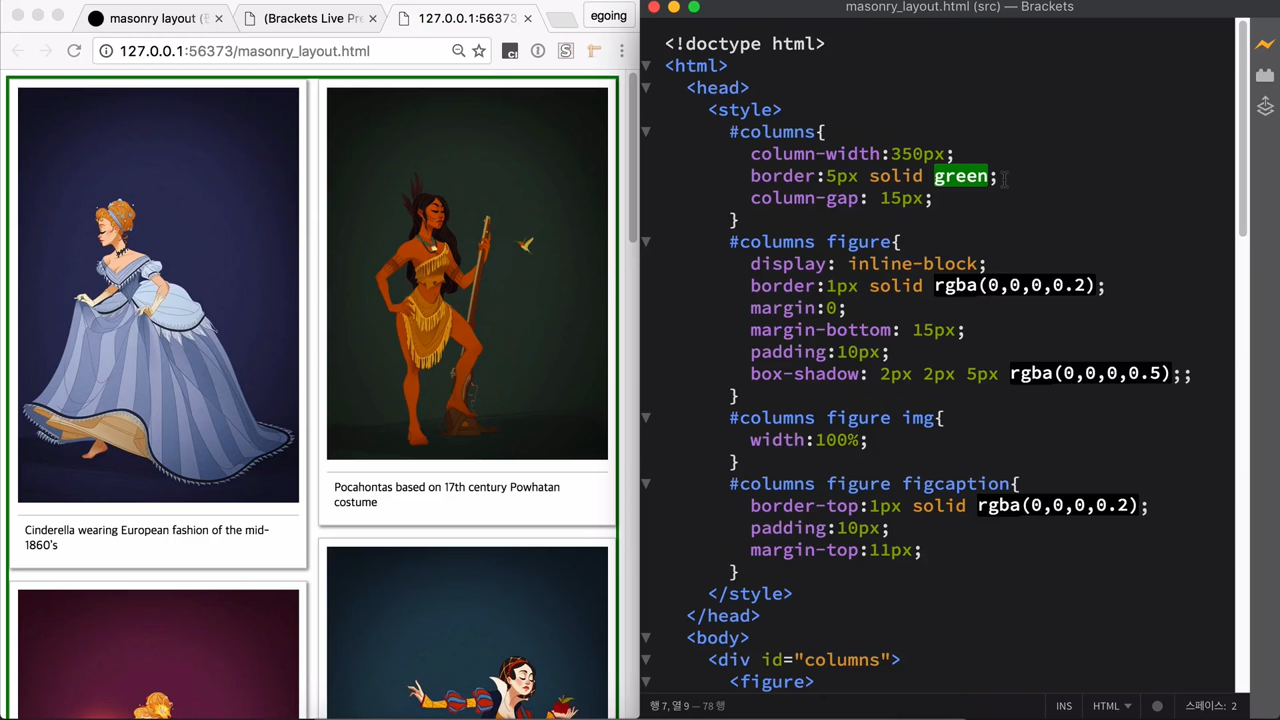 masonry layout (B
(Brackets Live Pre
127.0.0.1:56373
egoing
127.0.0.1:56373/masonry_layout.html
Cinderella wearing European fashion of the mid-
1860's
Pocahontas based on 17th century Powhatan
costume
masonry_layout.html (src) — Brackets
<!doctype html>
<html>
<head>
<style>
#columns{
column-width:350px;
border:5px solid green;
column-gap: 15px;
}
#columns figure{
display: inline-block;
border:1px solid rgba(0,0,0,0.2);
margin:0;
margin-bottom: 15px;
padding:10px;
box-shadow: 2px 2px 5px rgba(0,0,0,0.5);;
}
#columns figure img{
width:100%;
}
#columns figure figcaption{
border-top:1px solid rgba(0,0,0,0.2);
padding:10px;
margin-top:11px;
}
</style>
</head>
<body>
<div id="columns">
<figure>
행 7, 열 9 — 78 행
INS
HTML
스페이스: 2